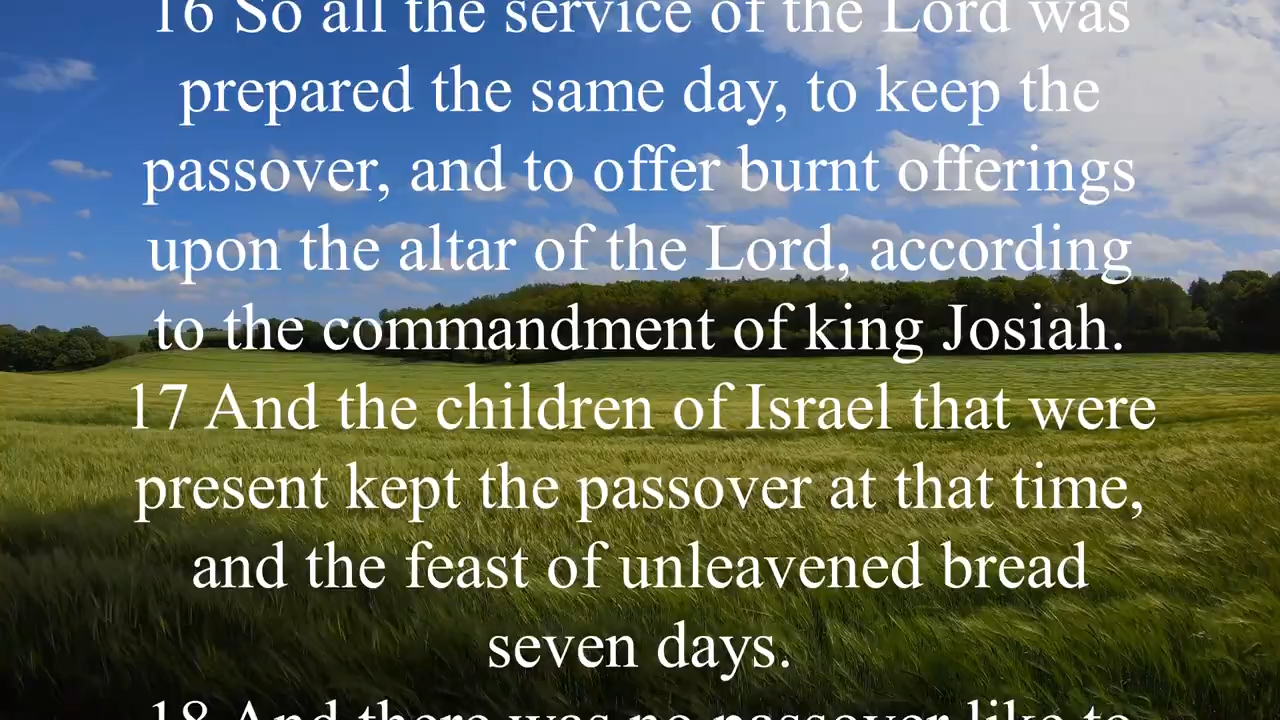 16 So all the service of the Lord was
prepared the same day, to keep the
passover, and to offer burnt offerings
upon the altar of the Lord, according
to the commandment of king Josiah.
17 And the children of Israel that were
present kept the passover at that time,
and the feast of unleavened bread
seven days.
18 And there was no passover like to